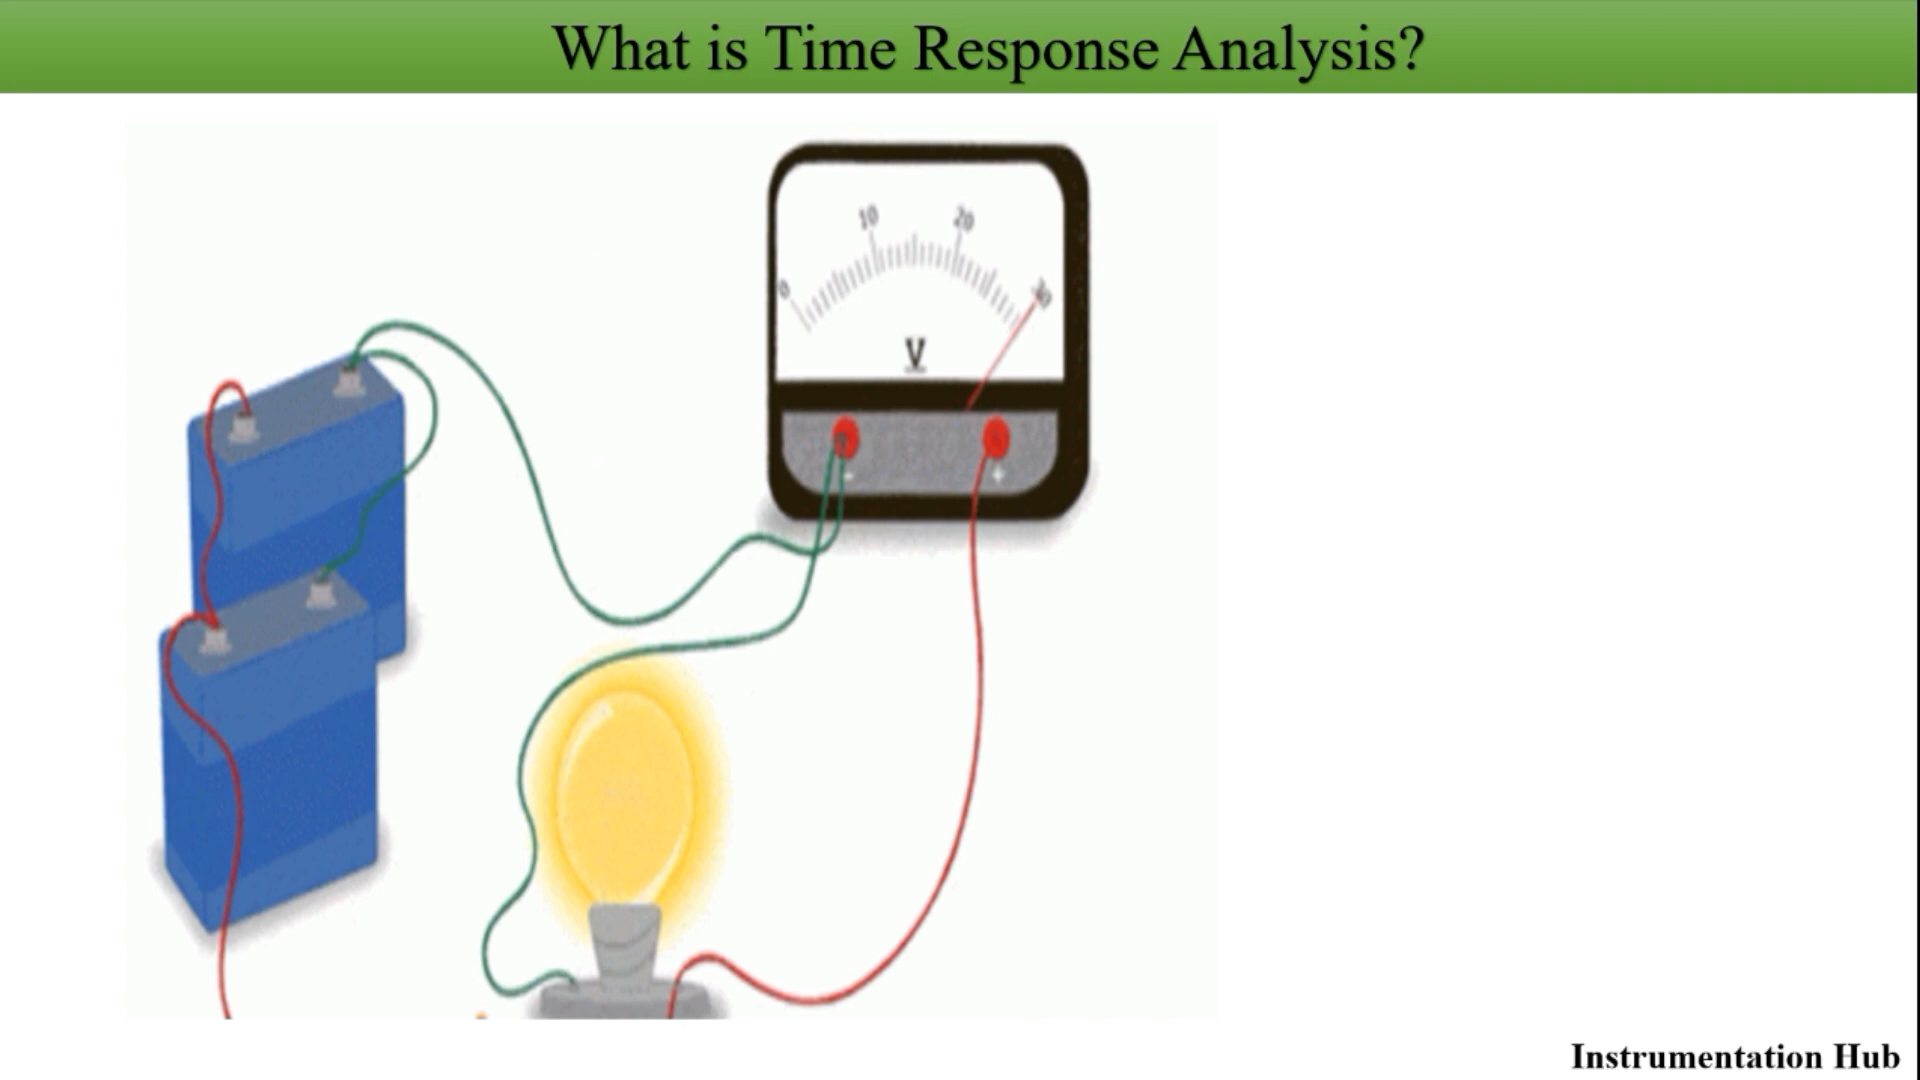 What is Time Response Analysis?
10
20
0
30
V
-
+
Instrumentation Hub